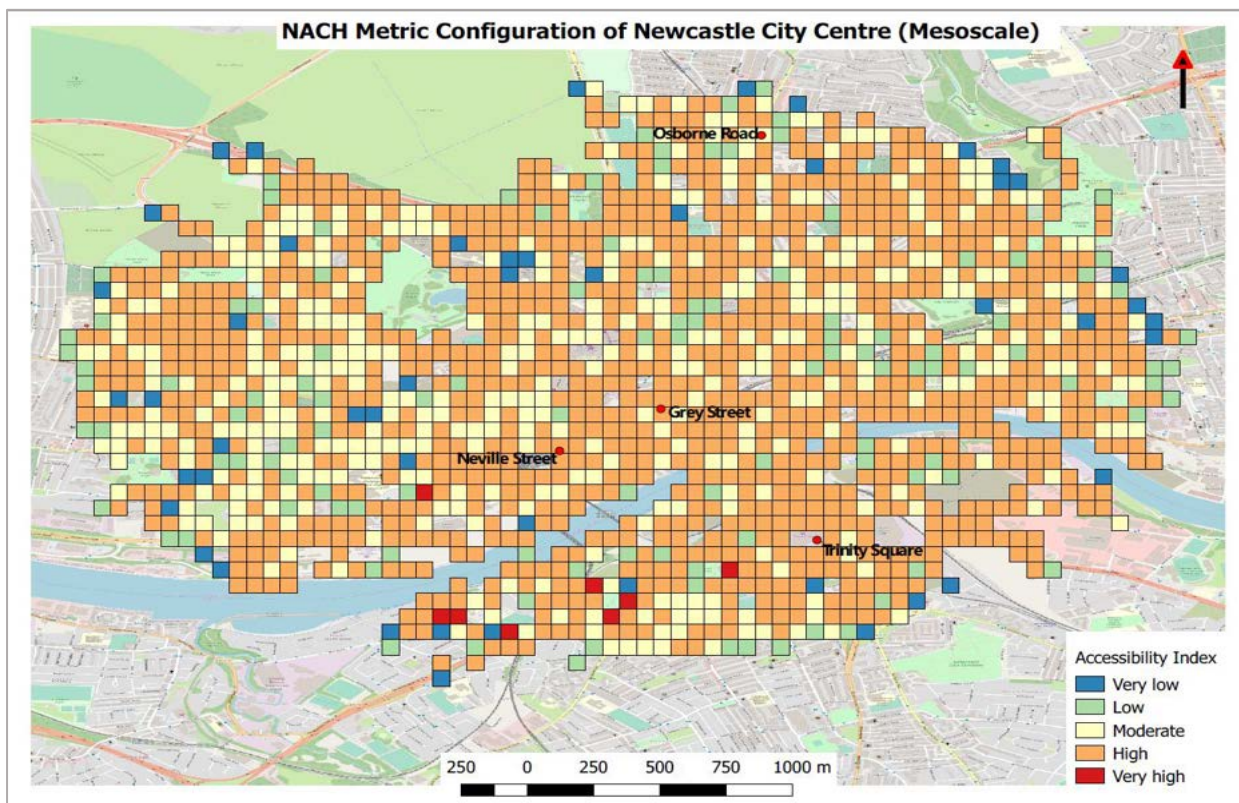 NACH Metric Configuration of Newcastle City Centre (Mesoscale)
Osborne Road
Grey Street
Neville Street
Trinity Square
Accessibility Index
Very low
Low
Moderate
High
Very high
250 0 250 500 750 1000 m